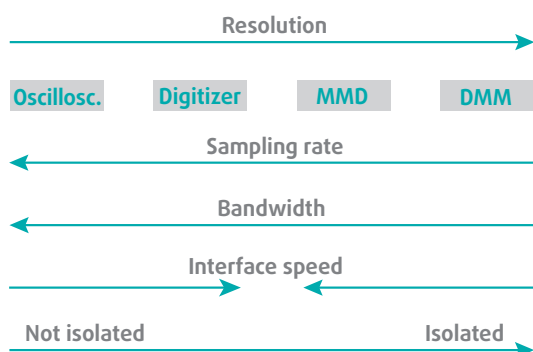 Resolution
Oscillosc. Digitizer MMD DMM
Sampling rate
Bandwidth
Interface speed
Not isolated Isolated